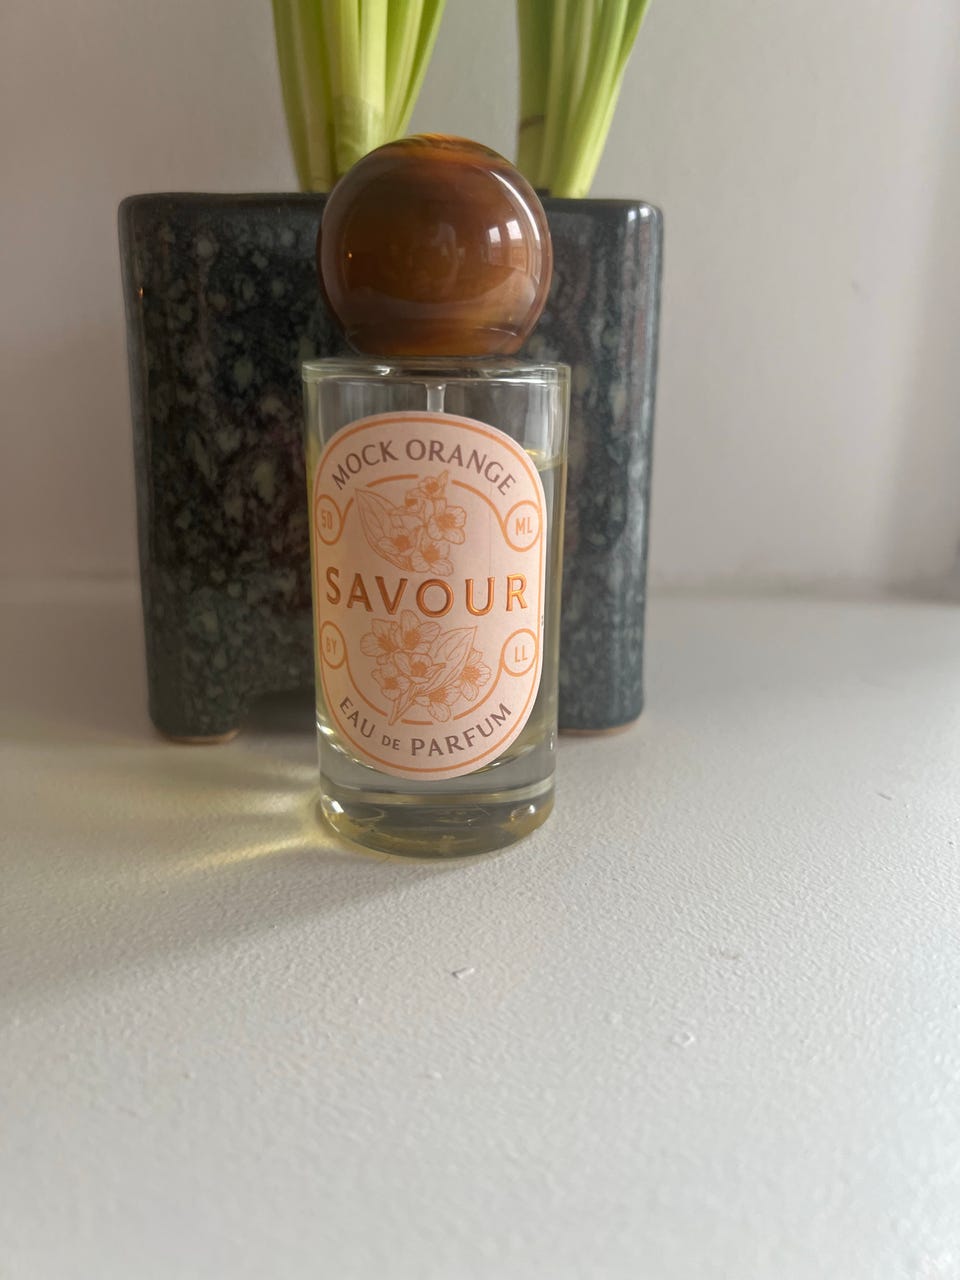 MOCK ORANGE
50 ML
SAVOUR
BY LL
EAU DE PARFUM